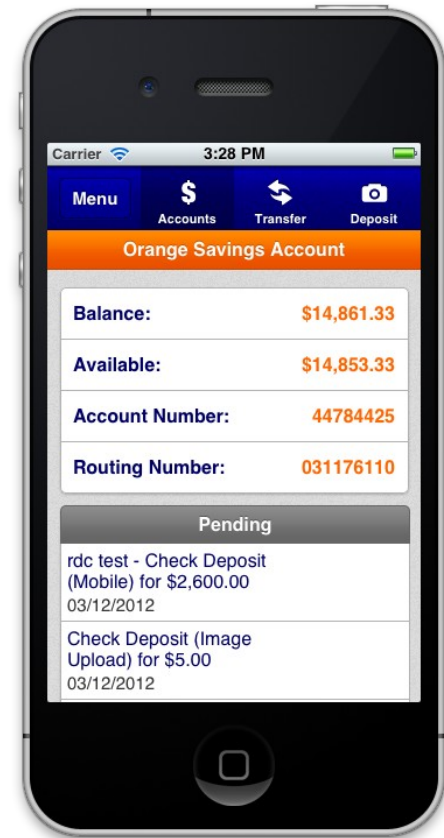 Carrier 3:28 PM
Menu $ Accounts Transfer Deposit
Orange Savings Account
Balance: $14,861.33
Available: $14,853.33
Account Number: 44784425
Routing Number: 031176110
Pending
rdc test - Check Deposit
(Mobile) for $2,600.00
03/12/2012
Check Deposit (Image
Upload) for $5.00
03/12/2012